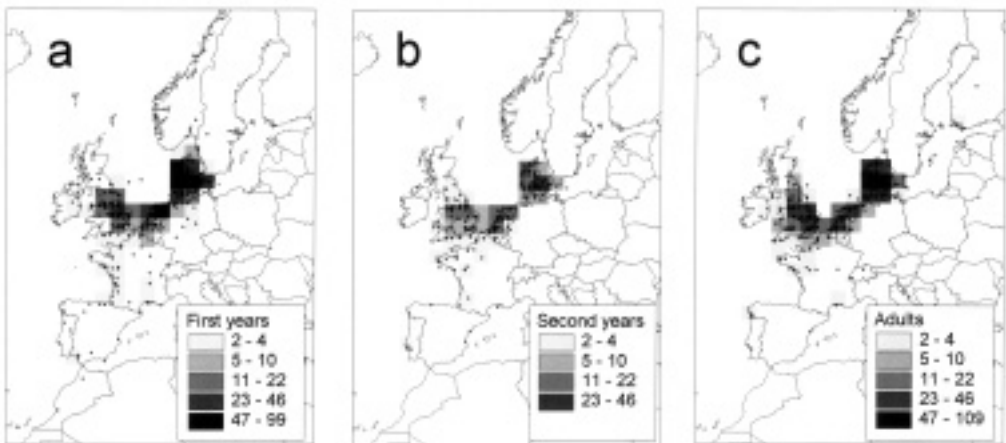 a
First years
2 - 4
5 - 10
11 - 22
23 - 46
47 - 99
b
Second years
2 - 4
5 - 10
11 - 22
23 - 46
c
Adults
2 - 4
5 - 10
11 - 22
23 - 46
47 - 109